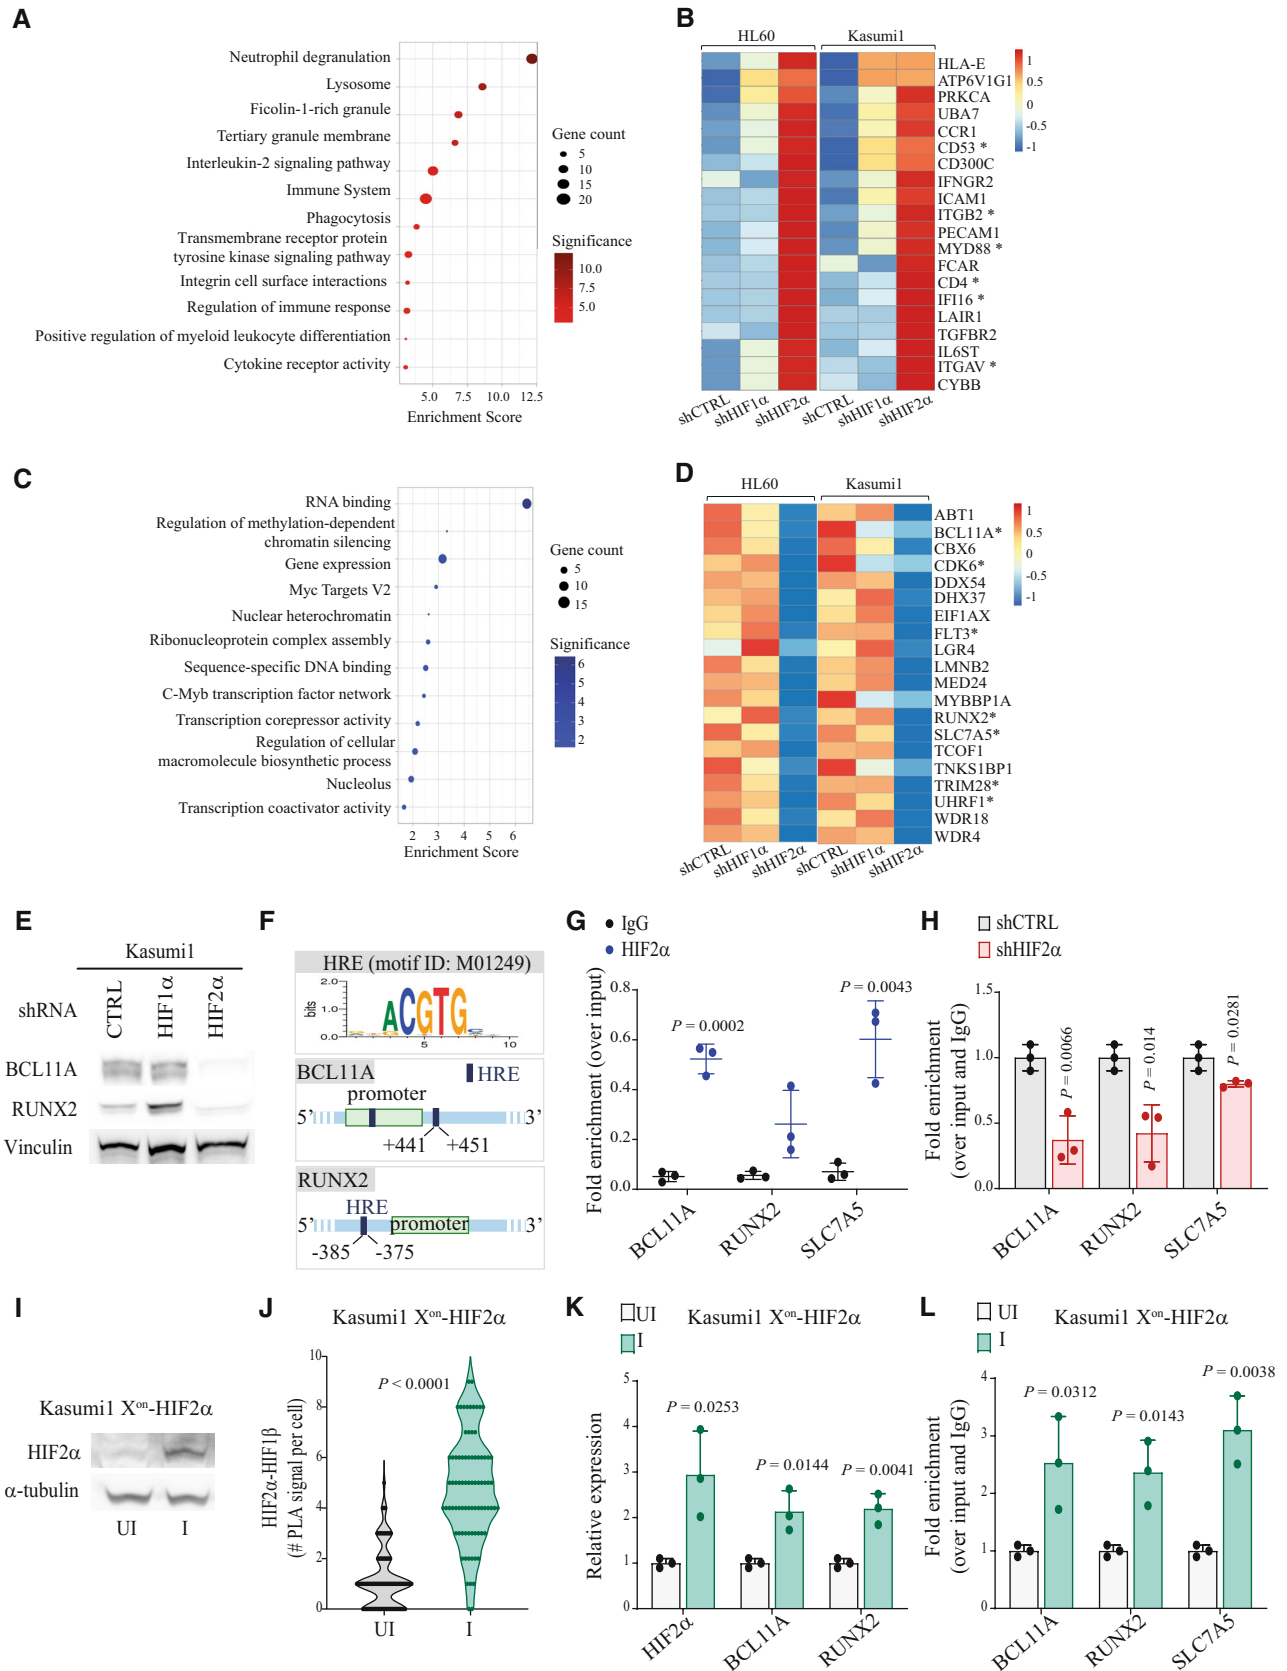 A
Neutrophil degranulation
Lysosome
Ficolin-1-rich granule
Tertiary granule membrane
Interleukin-2 signaling pathway
Immune System
Phagocytosis
Transmembrane receptor protein
tyrosine kinase signaling pathway
Integrin cell surface interactions
Regulation of immune response
Positive regulation of myeloid leukocyte differentiation
Cytokine receptor activity
5.0 7.5 10.0 12.5
Enrichment Score
Gene count
5
10
15
20
Significance
10.0
7.5
5.0
B
HL60 Kasumi1
HLA-E
ATP6V1G1
PRKCA
UBA7
CCR1
CD53 *
CD300C
IFNGR2
ICAM1
ITGB2 *
PECAM1
MYD88 *
FCAR
CD4 *
IFI16 *
LAIR1
TGFBR2
IL6ST
ITGAV *
CYBB
shCTRL shHIF1α shHIF2α shCTRL shHIF1α shHIF2α
1
0.5
0
-0.5
-1
C
RNA binding
Regulation of methylation-dependent
chromatin silencing
Gene expression
Myc Targets V2
Nuclear heterochromatin
Ribonucleoprotein complex assembly
Sequence-specific DNA binding
C-Myb transcription factor network
Transcription corepressor activity
Regulation of cellular
macromolecule biosynthetic process
Nucleolus
Transcription coactivator activity
2 3 4 5 6
Enrichment Score
Gene count
5
10
15
Significance
6
5
4
3
2
D
HL60 Kasumi1
ABT1
BCL11A*
CBX6
CDK6*
DDX54
DHX37
EIF1AX
FLT3*
LGR4
LMNB2
MED24
MYBBP1A
RUNX2*
SLC7A5*
TCOF1
TNKS1BP1
TRIM28*
UHRF1*
WDR18
WDR4
shCTRL shHIF1α shHIF2α shCTRL shHIF1α shHIF2α
1
0.5
0
-0.5
-1
E
Kasumi1
shRNA
CTRL
HIF1α
HIF2α
BCL11A
RUNX2
Vinculin
F
HRE (motif ID: M01249)
bits
2.0
1.0
0.0
ACGTG
5 10
BCL11A
HRE
promoter
5’ 3’
+441 +451
RUNX2
HRE
promoter
5’ 3’
-385 -375
G
IgG
HIF2α
Fold enrichment (over input)
0.8
0.6
0.4
0.2
0.0
P = 0.0002
P = 0.0043
BCL11A RUNX2 SLC7A5
H
shCTRL
shHIF2α
Fold enrichment
(over input and IgG)
1.5
1.0
0.5
0.0
P = 0.0066
P = 0.014
P = 0.0281
BCL11A RUNX2 SLC7A5
I
Kasumi1 Xon-HIF2α
HIF2α
α-tubulin
UI I
J
Kasumi1 Xon-HIF2α
HIF2α-HIF1β
(# PLA signal per cell)
10
8
6
4
2
0
P < 0.0001
UI I
K
UI
I
Kasumi1 Xon-HIF2α
Relative expression
5
4
3
2
1
0
P = 0.0253
P = 0.0144
P = 0.0041
HIF2α BCL11A RUNX2
L
UI
I
Kasumi1 Xon-HIF2α
Fold enrichment
(over input and IgG)
4
3
2
1
0
P = 0.0312
P = 0.0143
P = 0.0038
BCL11A RUNX2 SLC7A5